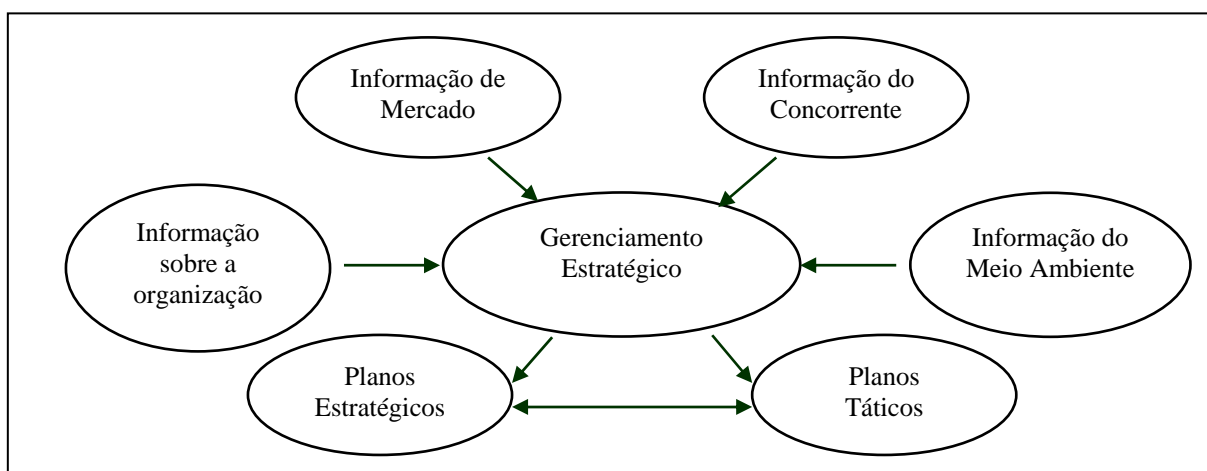 Informação de
Mercado
Informação do
Concorrente
Informação
sobre a
organização
Gerenciamento
Estratégico
Informação do
Meio Ambiente
Planos
Estratégicos
Planos
Táticos